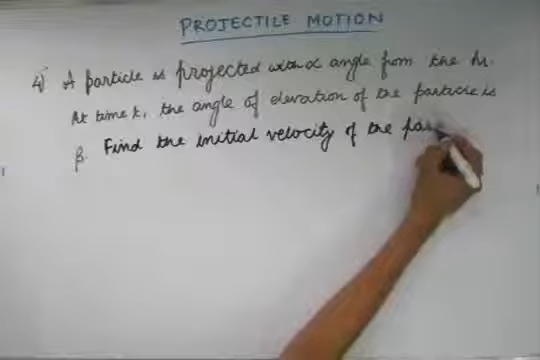 PROJECTILE MOTION
4) A particle is projected with α angle from the h.
At time t, the angle of elevation of the particle is
β. Find the initial velocity of the par